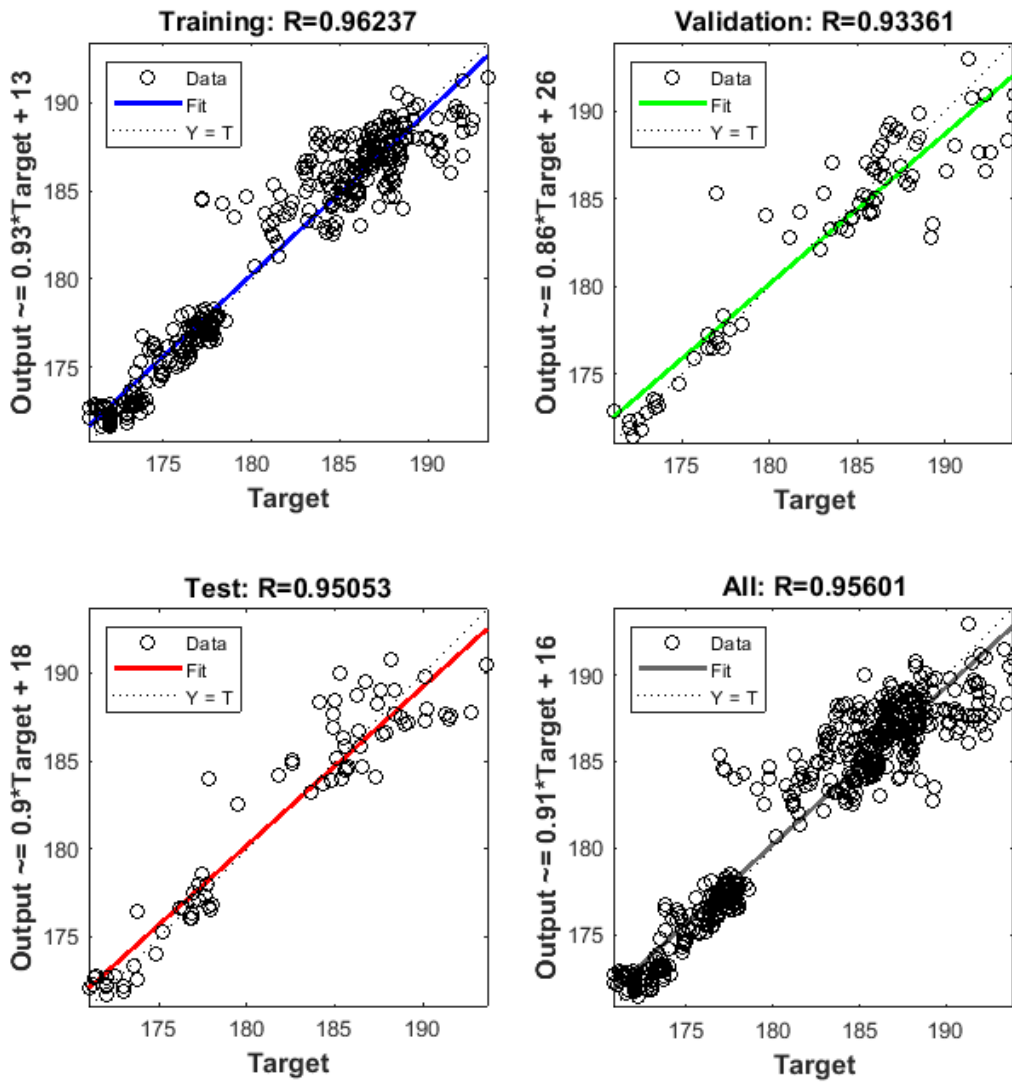 Training: R=0.96237
Output ~= 0.93*Target + 13
190
185
180
175
Data
Fit
Y = T
175
180
185
190
Target
Validation: R=0.93361
Output ~= 0.86*Target + 26
190
185
180
175
Data
Fit
Y = T
175
180
185
190
Target
Test: R=0.95053
Output ~= 0.9*Target + 18
190
185
180
175
Data
Fit
Y = T
175
180
185
190
Target
All: R=0.95601
Output ~= 0.91*Target + 16
190
185
180
175
Data
Fit
Y = T
175
180
185
190
Target